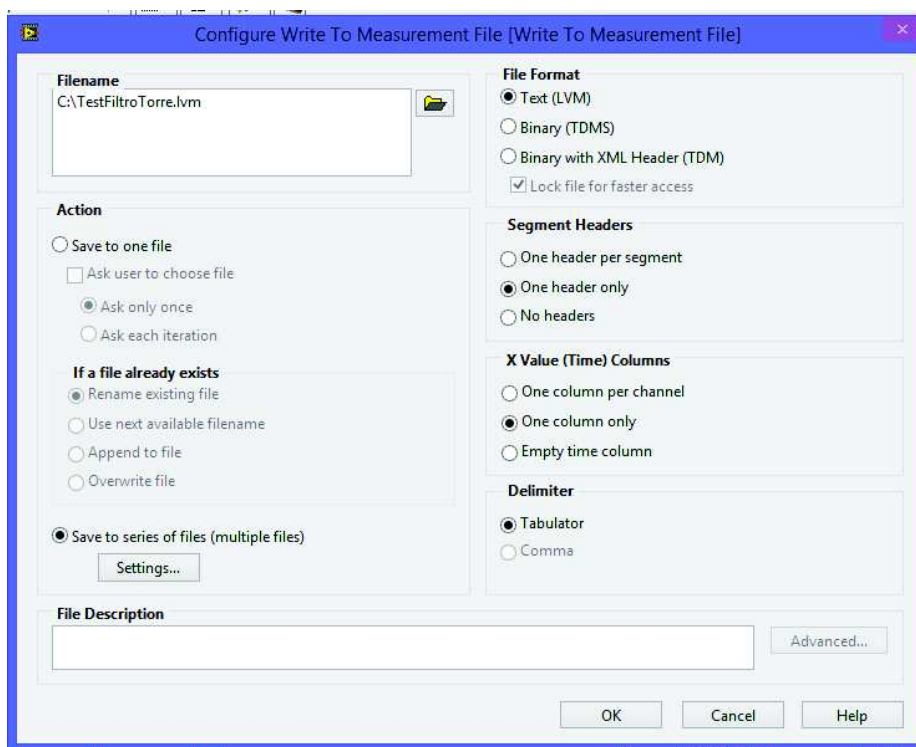 Configure Write To Measurement File [Write To Measurement File]
Filename
C:\TestFiltroTorre.lvm
Action
Save to one file
Ask user to choose file
Ask only once
Ask each iteration
If a file already exists
Rename existing file
Use next available filename
Append to file
Overwrite file
Save to series of files (multiple files)
Settings...
File Format
Text (LVM)
Binary (TDMS)
Binary with XML Header (TDM)
Lock file for faster access
Segment Headers
One header per segment
One header only
No headers
X Value (Time) Columns
One column per channel
One column only
Empty time column
Delimiter
Tabulator
Comma
File Description
Advanced...
OK
Cancel
Help